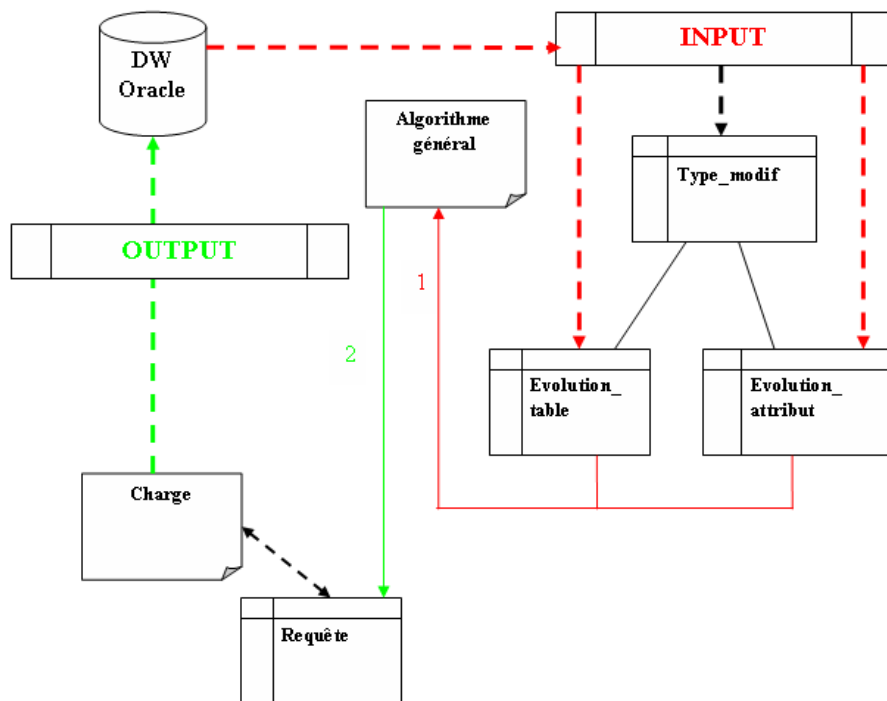 DW
Oracle
INPUT
Algorithme
général
Type_modif
OUTPUT
1
2
Evolution_
table
Evolution_
attribut
Charge
Requête